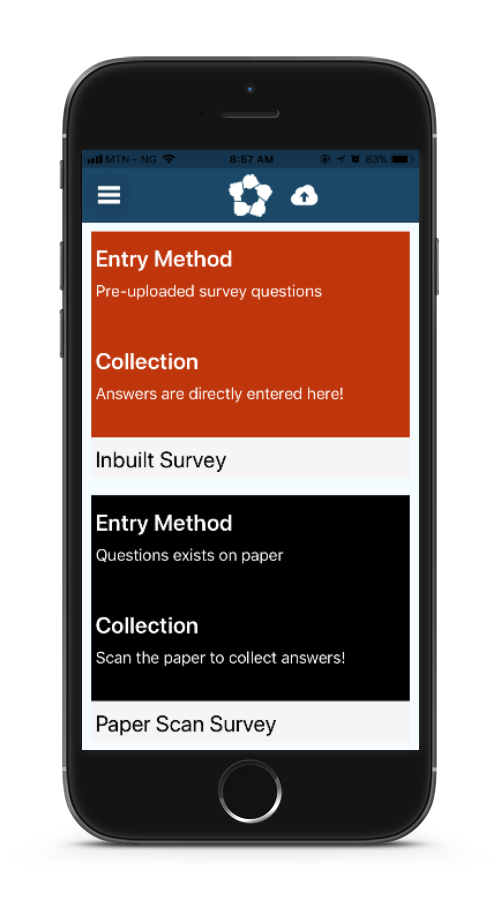 MTN - NG 8:57 AM 83%
Entry Method
Pre-uploaded survey questions
Collection
Answers are directly entered here!
Inbuilt Survey
Entry Method
Questions exists on paper
Collection
Scan the paper to collect answers!
Paper Scan Survey